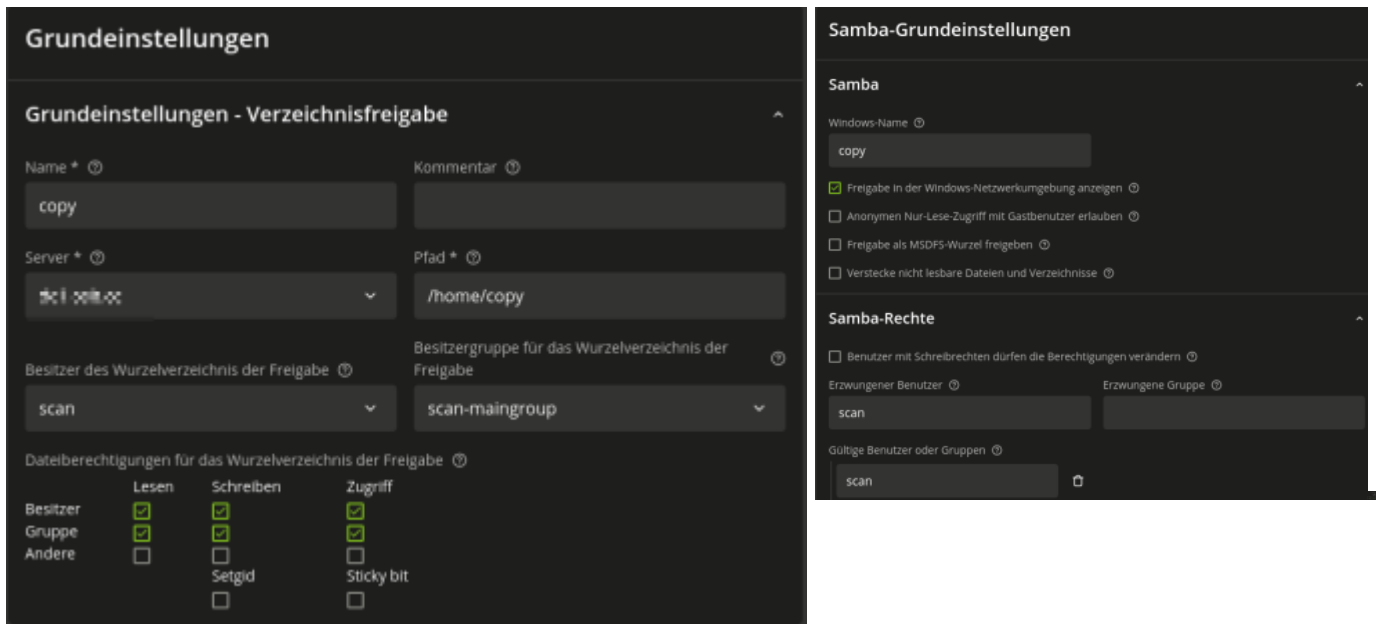 Grundeinstellungen
Grundeinstellungen - Verzeichnisfreigabe
Name *
Kommentar
copy
Server *
Pfad *
/home/copy
Besitzer des Wurzelverzeichnis der Freigabe
Besitzergruppe für das Wurzelverzeichnis der
Freigabe
scan
scan-maingroup
Dateiberechtigungen für das Wurzelverzeichnis der Freigabe
Lesen Schreiben Zugriff
Besitzer
Gruppe
Andere
Setgid Sticky bit
Samba-Grundeinstellungen
Samba
Windows-Name
copy
Freigabe in der Windows-Netzwerkumgebung anzeigen
Anonymen Nur-Lese-Zugriff mit Gastbenutzer erlauben
Freigabe als MSDFS-Wurzel freigeben
Verstecke nicht lesbare Dateien und Verzeichnisse
Samba-Rechte
Benutzer mit Schreibrechten dürfen die Berechtigungen verändern
Erzwungener Benutzer
Erzwungene Gruppe
scan
Gültige Benutzer oder Gruppen
scan